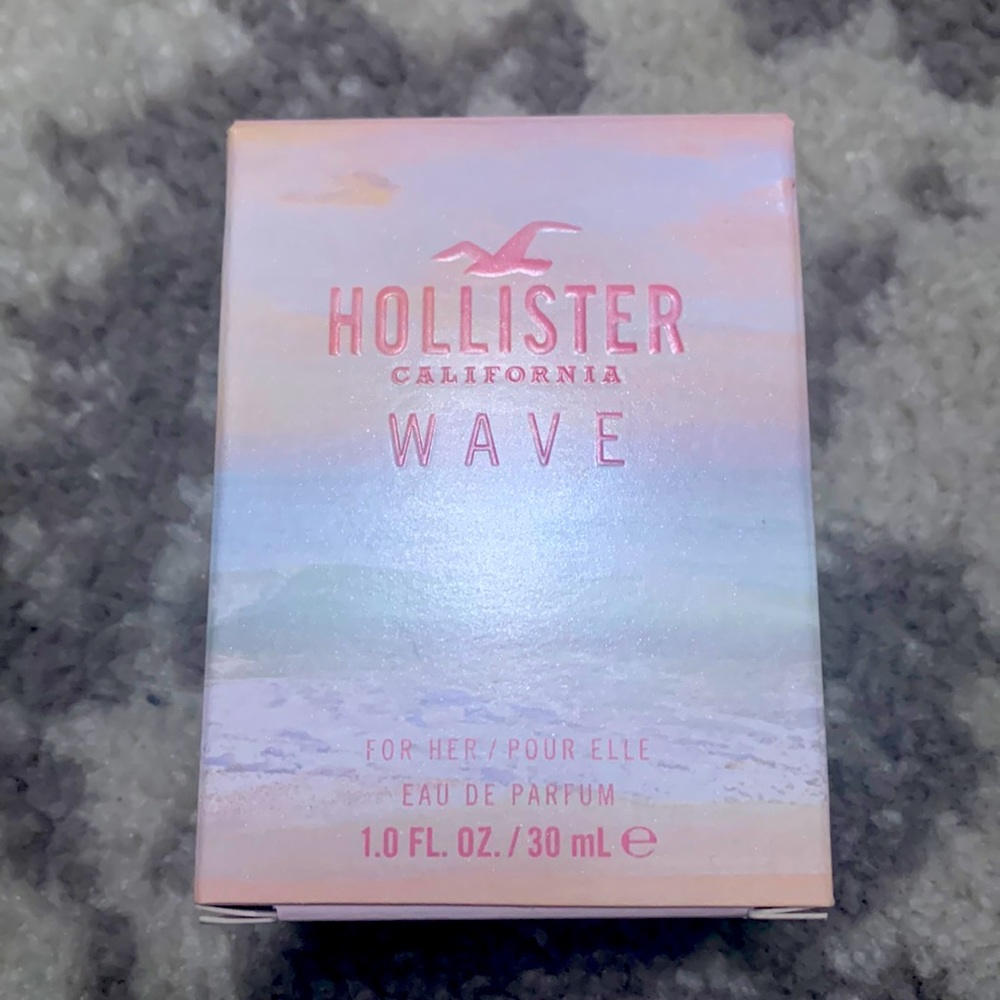 HOLLISTER
CALIFORNIA
WAVE
FOR HER / POUR ELLE
EAU DE PARFUM
1.0 FL. OZ. / 30 mL ℮